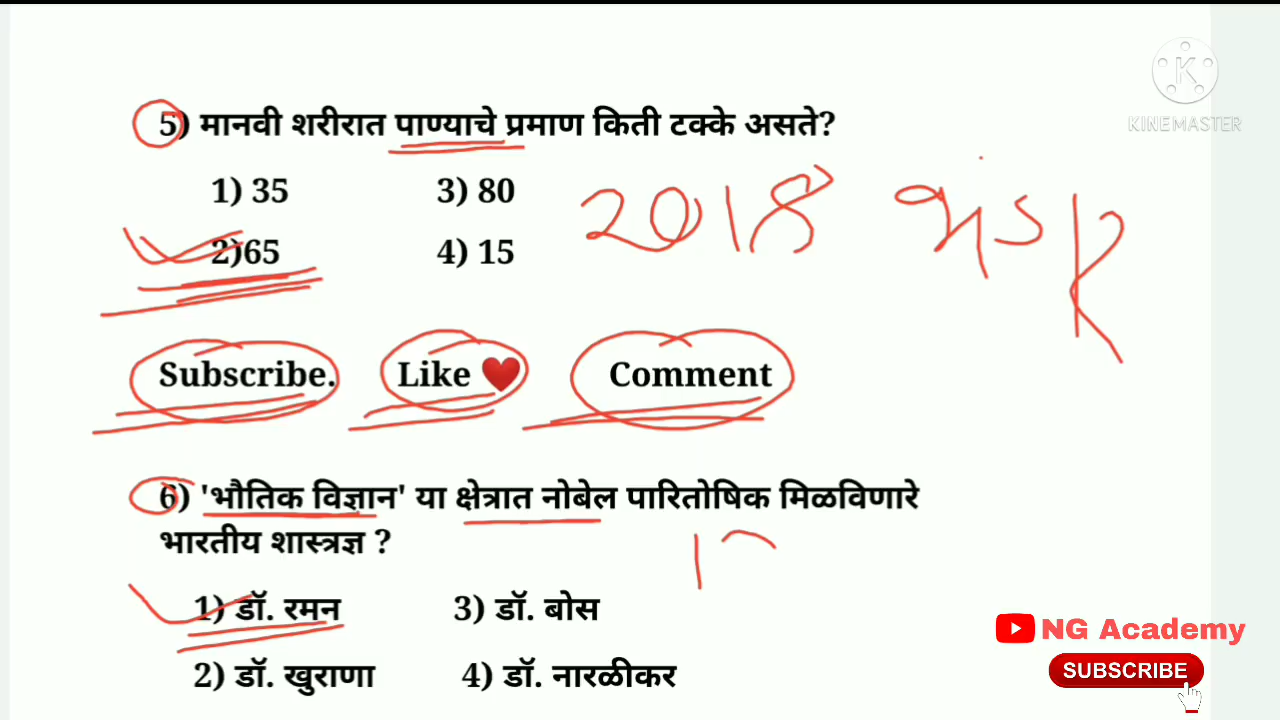 KINEMASTER
5) मानवी शरीरात पाण्याचे प्रमाण किती टक्के असते?
1) 35 3) 80
2)65 4) 15
2018
Subscribe. Like ❤ Comment
6) 'भौतिक विज्ञान' या क्षेत्रात नोबेल पारितोषिक मिळविणारे
भारतीय शास्त्रज्ञ ?
1) डॉ. रमन 3) डॉ. बोस
2) डॉ. खुराणा 4) डॉ. नारळीकर
NG Academy
SUBSCRIBE